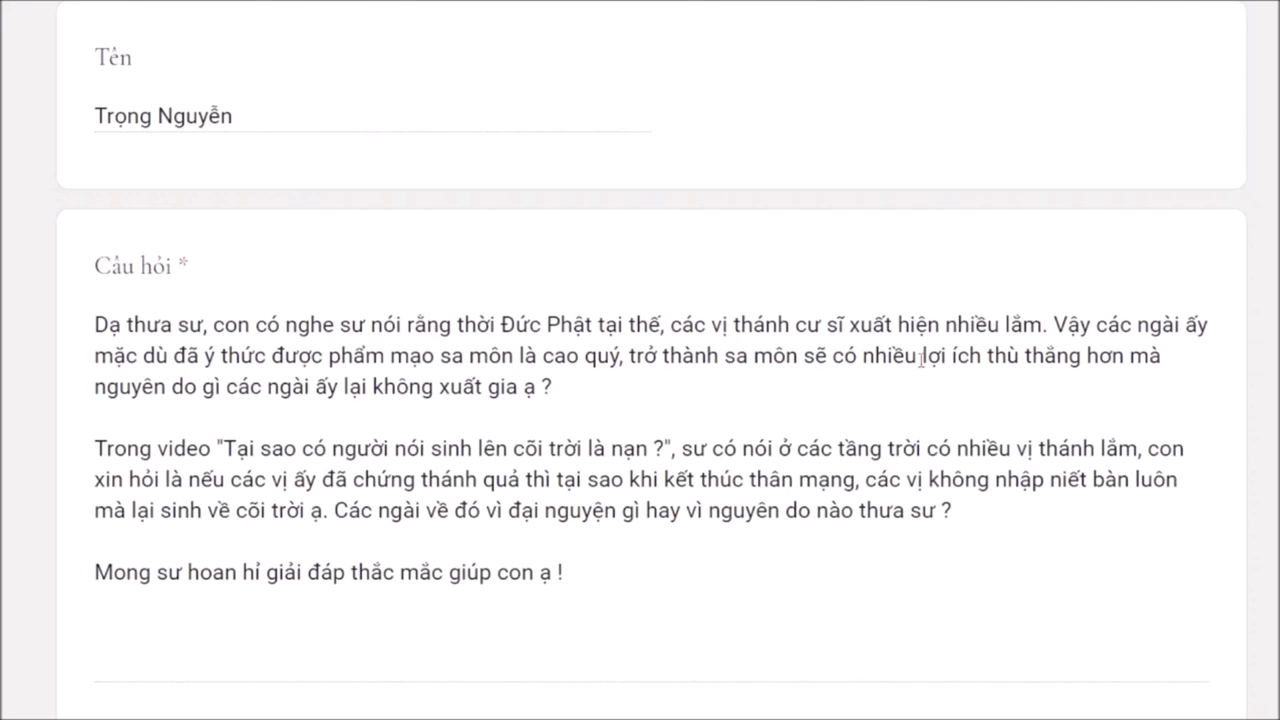 Tên
Trọng Nguyễn
Câu hỏi *
Dạ thưa sư, con có nghe sư nói rằng thời Đức Phật tại thế, các vị thánh cư sĩ xuất hiện nhiều lắm. Vậy các ngài ấy
mặc dù đã ý thức được phẩm mạo sa môn là cao quý, trở thành sa môn sẽ có nhiều lợi ích thù thắng hơn mà
nguyên do gì các ngài ấy lại không xuất gia ạ ?
Trong video "Tại sao có người nói sinh lên cõi trời là nạn ?", sư có nói ở các tầng trời có nhiều vị thánh lắm, con
xin hỏi là nếu các vị ấy đã chứng thánh quả thì tại sao khi kết thúc thân mạng, các vị không nhập niết bàn luôn
mà lại sinh về cõi trời ạ. Các ngài về đó vì đại nguyện gì hay vì nguyên do nào thưa sư ?
Mong sư hoan hỉ giải đáp thắc mắc giúp con ạ !